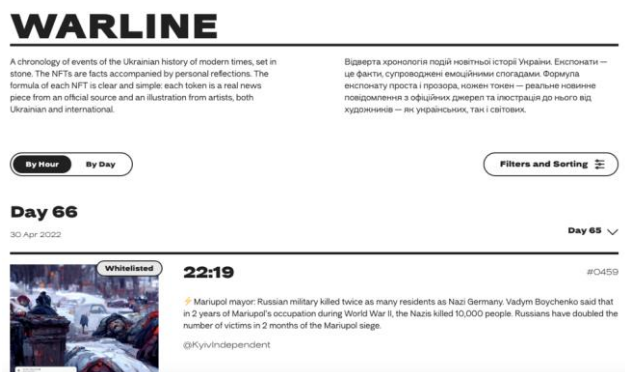 WARLINE
A chronology of events of the Ukrainian history of modern times, set in
stone. The NFTs are facts accompanied by personal reflections. The
formula of each NFT is clear and simple: each token is a real news
piece from an official source and an illustration from artists, both
Ukrainian and international.
Відверта хронологія подій новітньої історії України. Експонати —
це факти, супроводжені емоційними спогадами. Формула
експонату проста і прозора, кожен токен — реальне новинне
повідомлення з офіційних джерел та ілюстрація до нього від
художників — як українських, так і світових.
By Hour
By Day
Filters and Sorting
Day 66
30 Apr 2022
Day 65
Whitelisted
22:19
#0459
⚡Mariupol mayor: Russian military killed twice as many residents as Nazi Germany. Vadym Boychenko said that
in 2 years of Mariupol's occupation during World War II, the Nazis killed 10,000 people. Russians have doubled the
number of victims in 2 months of the Mariupol siege.
@KyivIndependent